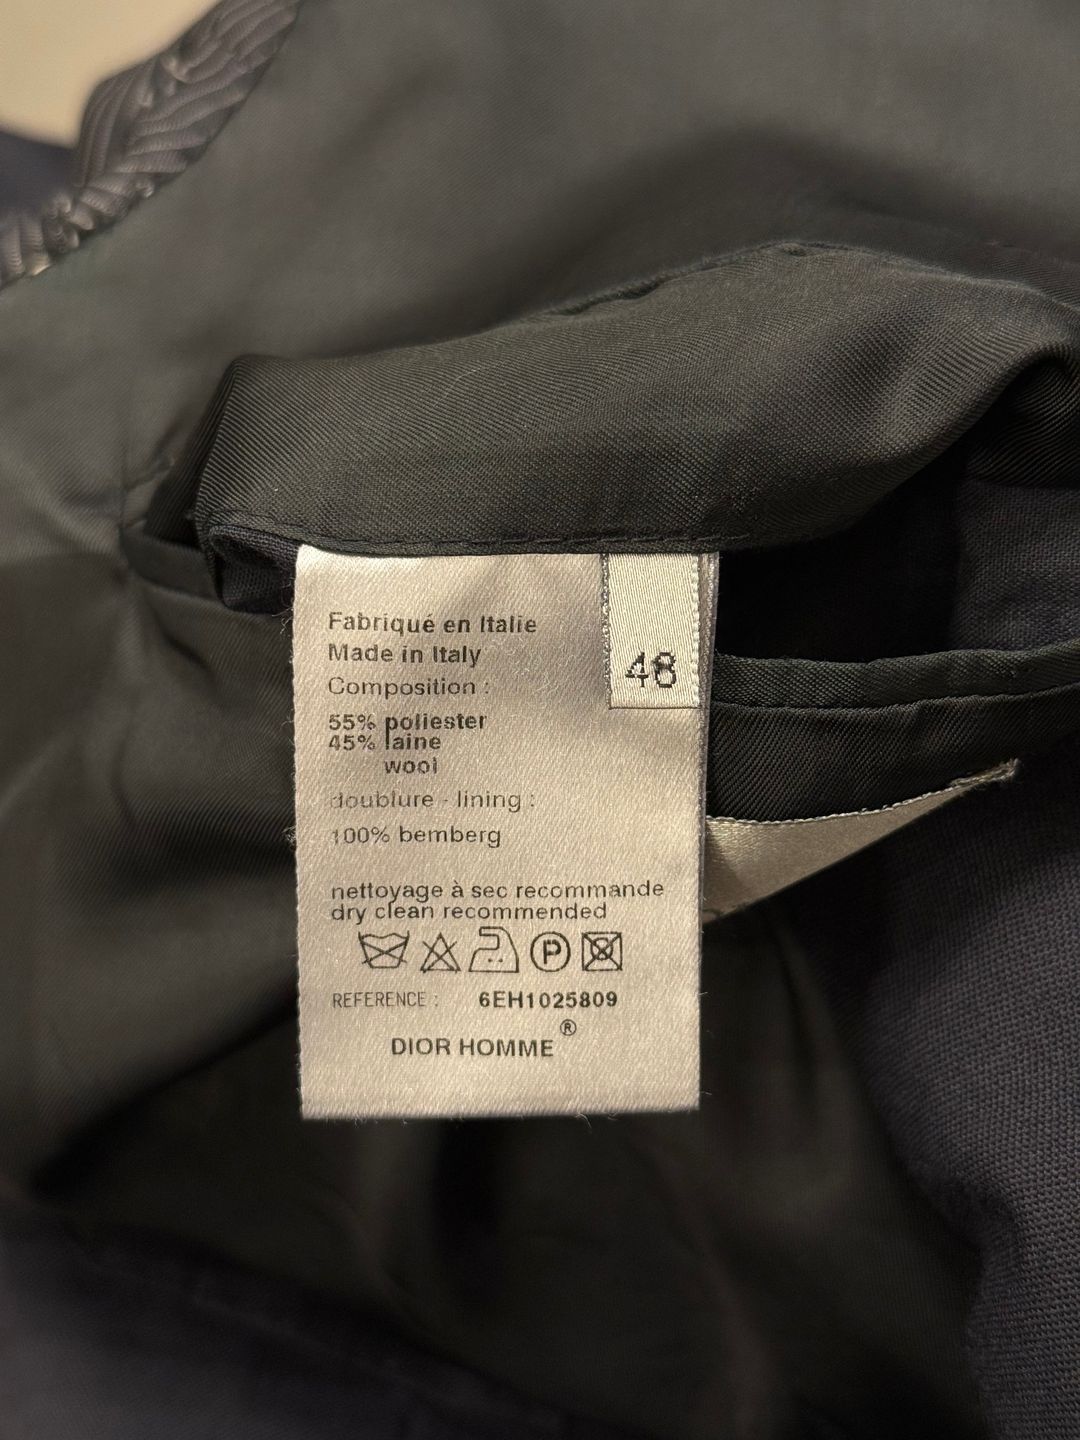 Fabriqué en Italie
Made in Italy
48
Composition :
55% poliester
45% laine
wool
doublure - lining :
100% bemberg
nettoyage à sec recommande
dry clean recommended
P
REFERENCE : 6EH1025809
DIOR HOMME ®